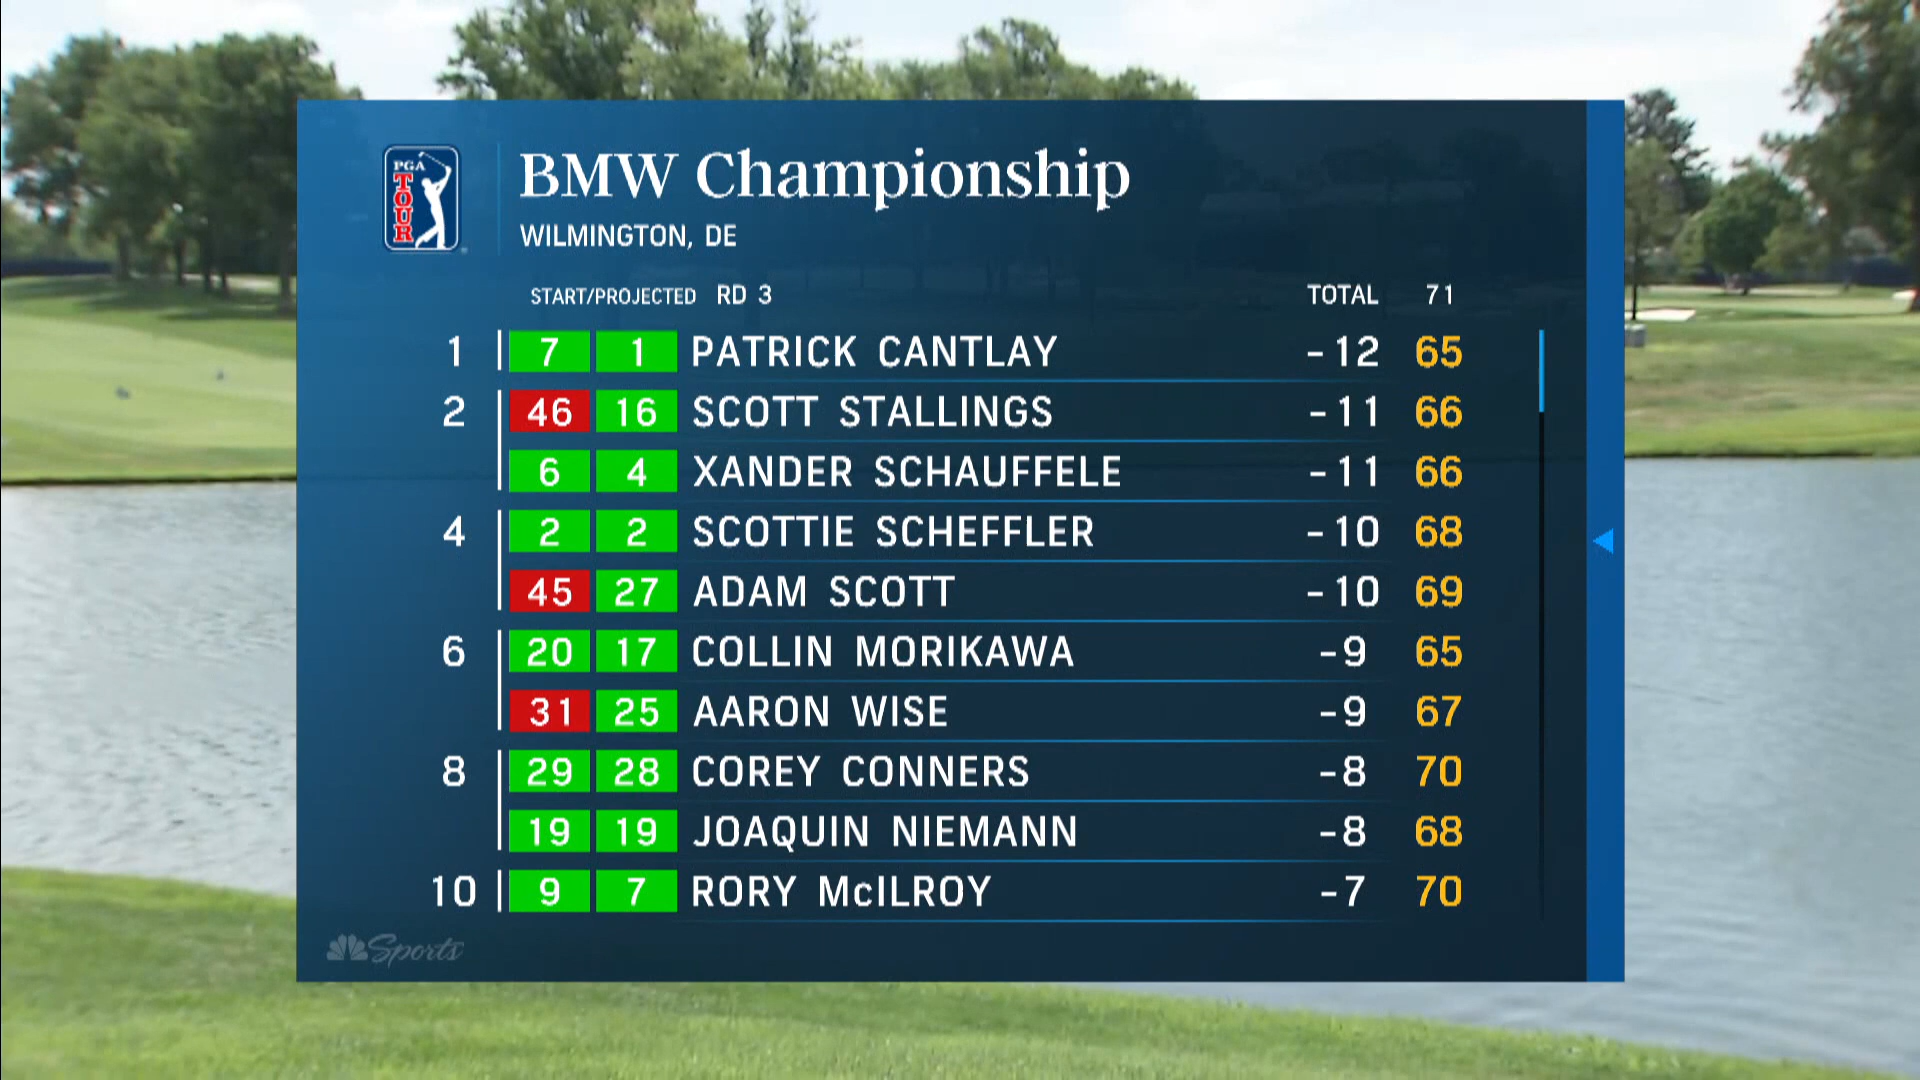 PGA TOUR
BMW Championship
WILMINGTON, DE
START/PROJECTED RD 3 TOTAL 71
1 7 1 PATRICK CANTLAY -12 65
2 46 16 SCOTT STALLINGS -11 66
6 4 XANDER SCHAUFFELE -11 66
4 2 2 SCOTTIE SCHEFFLER -10 68
45 27 ADAM SCOTT -10 69
6 20 17 COLLIN MORIKAWA -9 65
31 25 AARON WISE -9 67
8 29 28 COREY CONNERS -8 70
19 19 JOAQUIN NIEMANN -8 68
10 9 7 RORY McILROY -7 70
Sports